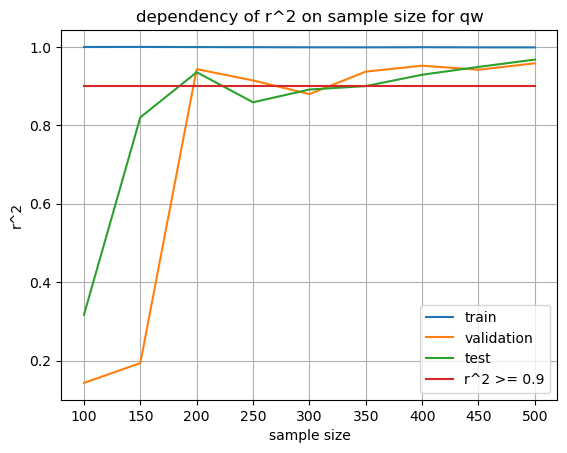 dependency of r^2 on sample size for qw
1.0
0.8
0.6
0.4
0.2
r^2
100 150 200 250 300 350 400 450 500
sample size
train
validation
test
r^2 >= 0.9